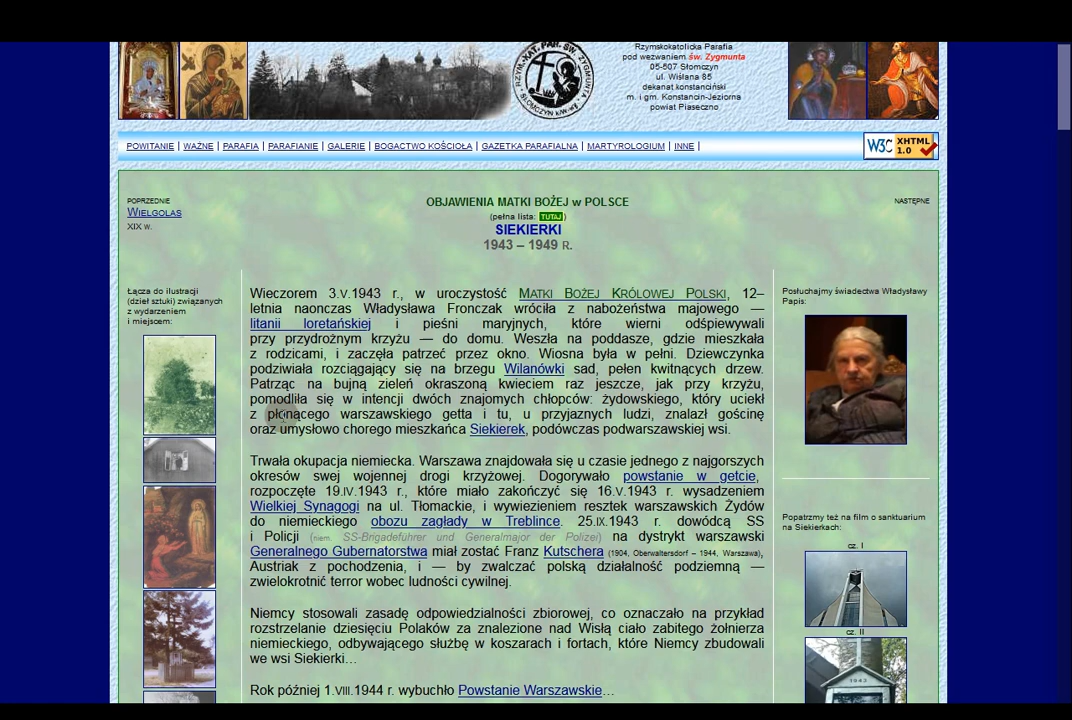 Rzymskokatolicka Parafia
pod wezwaniem św. Zygmunta
05-507 Słomczyn
ul. Wiślana 85
dekanat konstanciński
m. i gm. Konstancin-Jeziorna
powiat Piaseczno
POWITANIE | WAŻNE | PARAFIA | PARAFIANIE | GALERIE | BOGACTWO KOŚCIOŁA | GAZETKA PARAFIALNA | MARTYROLOGIUM | INNE |
W3C XHTML 1.0
POPRZEDNIE
WIELGOLAS
XIX W.
OBJAWIENIA MATKI BOŻEJ w POLSCE
(pełna lista: TUTAJ)
SIEKIERKI
1943 – 1949 R.
NASTĘPNE
Łącza do ilustracji
(dzieł sztuki) związanych
z wydarzeniem
i miejscem:
Wieczorem 3.V.1943 r., w uroczystość MATKI BOŻEJ KRÓLOWEJ POLSKI, 12–
letnia naonczas Władysława Fronczak wróciła z nabożeństwa majowego —
litanii loretańskiej i pieśni maryjnych, które wierni odśpiewywali
przy przydrożnym krzyżu — do domu. Weszła na poddasze, gdzie mieszkała
z rodzicami, i zaczęła patrzeć przez okno. Wiosna była w pełni. Dziewczynka
podziwiała rozciągający się na brzegu Wilanówki sad, pełen kwitnących drzew.
Patrząc na bujną zieleń okraszoną kwieciem raz jeszcze, jak przy krzyżu,
pomodliła się w intencji dwóch znajomych chłopców: żydowskiego, który uciekł
z płonącego warszawskiego getta i tu, u przyjaznych ludzi, znalazł gościnę
oraz umysłowo chorego mieszkańca Siekierek, podówczas podwarszawskiej wsi.
Trwała okupacja niemiecka. Warszawa znajdowała się u czasie jednego z najgorszych
okresów swej wojennej drogi krzyżowej. Dogorywało powstanie w getcie,
rozpoczęte 19.IV.1943 r., które miało zakończyć się 16.V.1943 r. wysadzeniem
Wielkiej Synagogi na ul. Tłomackie, i wywiezieniem resztek warszawskich Żydów
do niemieckiego obozu zagłady w Treblince. 25.IX.1943 r. dowódcą SS
i Policji (niem. SS-Brigadeführer und Generalmajor der Polizei) na dystrykt warszawski
Generalnego Gubernatorstwa miał zostać Franz Kutschera (1904, Oberwaltersdorf – 1944, Warszawa),
Austriak z pochodzenia, i — by zwalczać polską działalność podziemną —
zwielokrotnić terror wobec ludności cywilnej.
Niemcy stosowali zasadę odpowiedzialności zbiorowej, co oznaczało na przykład
rozstrzelanie dziesięciu Polaków za znalezione nad Wisłą ciało zabitego żołnierza
niemieckiego, odbywającego służbę w koszarach i fortach, które Niemcy zbudowali
we wsi Siekierki…
Rok później 1.VIII.1944 r. wybuchło Powstanie Warszawskie…
Posłuchajmy świadectwa Władysławy
Papis:
Popatrzmy też na film o sanktuarium
na Siekierkach:
cz. I
cz. II
1943